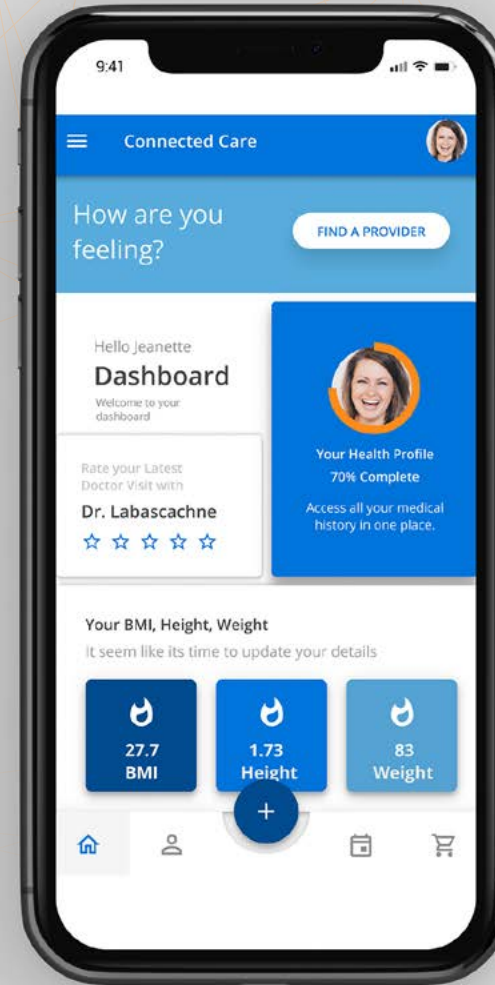 9:41
Connected Care
How are you
feeling?
FIND A PROVIDER
Hello Jeanette
Dashboard
Welcome to your
dashboard
Rate your Latest
Doctor Visit with
Dr. Labascachne
Your Health Profile
70% Complete
Access all your medical
history in one place.
Your BMI, Height, Weight
it seem like its time to update your details
27.7
BMI
1.73
Height
83
Weight